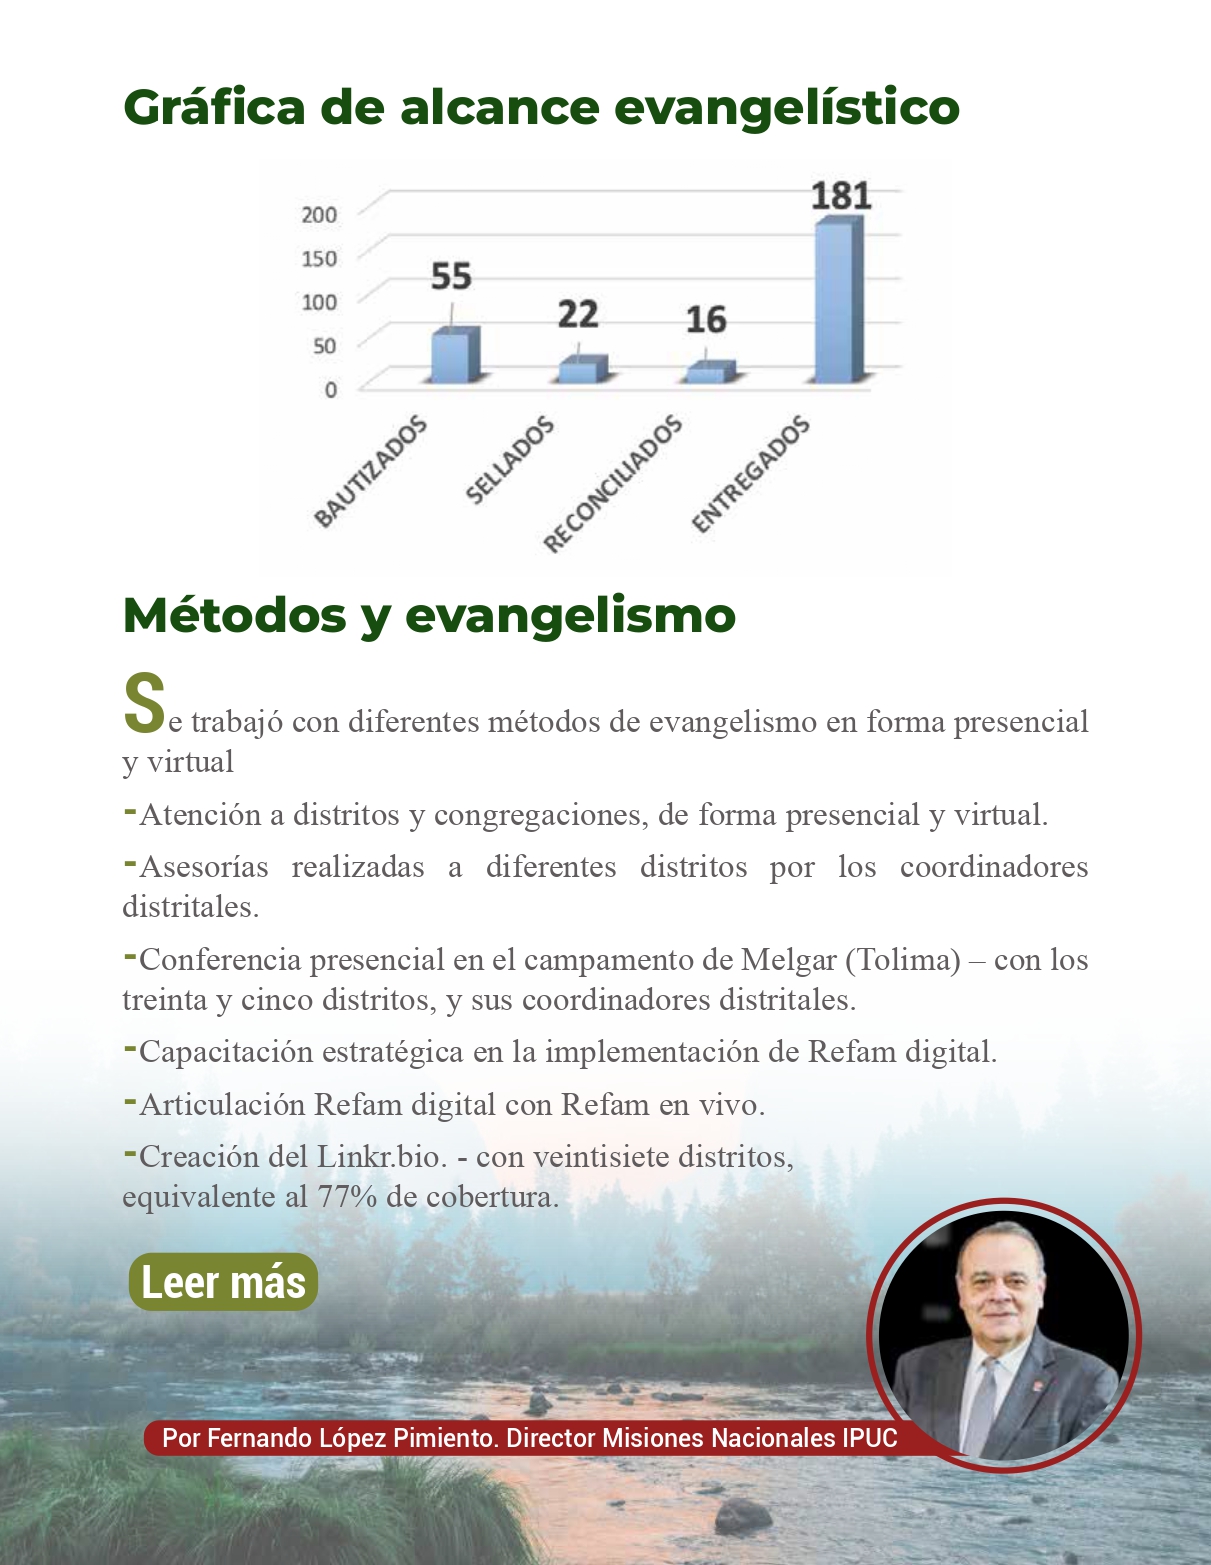 Gráfica de alcance evangelístico
181
200
150
55
100
22
16
50
0
BAUTIZADOS
SELLADOS
RECONCILIADOS
ENTREGADOS
Métodos y evangelismo
Se trabajó con diferentes métodos de evangelismo en forma presencial
y virtual
-Atención a distritos y congregaciones, de forma presencial y virtual.
-Asesorías realizadas a diferentes distritos por los coordinadores
distritales.
-Conferencia presencial en el campamento de Melgar (Tolima) – con los
treinta y cinco distritos, y sus coordinadores distritales.
-Capacitación estratégica en la implementación de Refam digital.
-Articulación Refam digital con Refam en vivo.
-Creación del Linkr.bio. - con veintisiete distritos,
equivalente al 77% de cobertura.
Leer más
Por Fernando López Pimiento. Director Misiones Nacionales IPUC